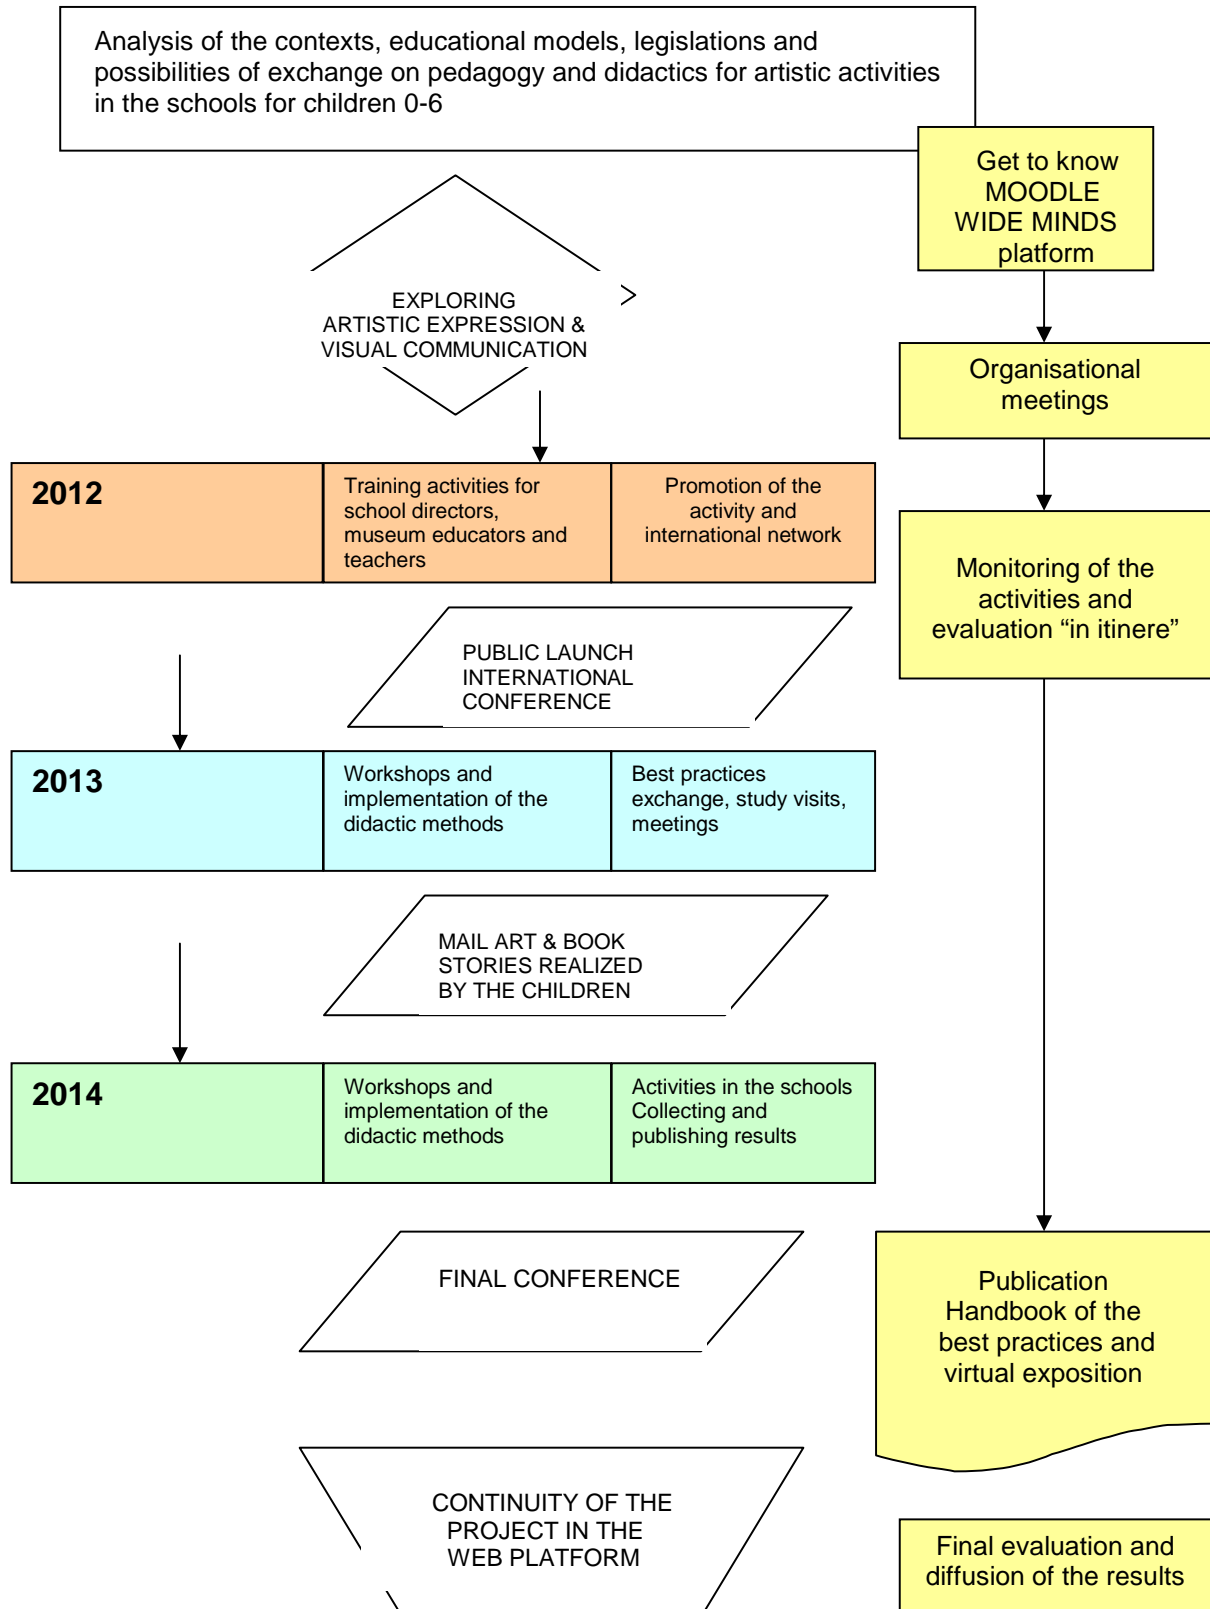 Analysis of the contexts, educational models, legislations and
possibilities of exchange on pedagogy and didactics for artistic activities
in the schools for children 0-6
Get to know
MOODLE
WIDE MINDS
platform
EXPLORING
ARTISTIC EXPRESSION &
VISUAL COMMUNICATION
Organisational
meetings
2012
Training activities for
school directors,
museum educators and
teachers
Promotion of the
activity and
international network
Monitoring of the
activities and
evaluation “in itinere”
PUBLIC LAUNCH
INTERNATIONAL
CONFERENCE
2013
Workshops and
implementation of the
didactic methods
Best practices
exchange, study visits,
meetings
MAIL ART & BOOK
STORIES REALIZED
BY THE CHILDREN
2014
Workshops and
implementation of the
didactic methods
Activities in the schools
Collecting and
publishing results
FINAL CONFERENCE
Publication
Handbook of the
best practices and
virtual exposition
CONTINUITY OF THE
PROJECT IN THE
WEB PLATFORM
Final evaluation and
diffusion of the results